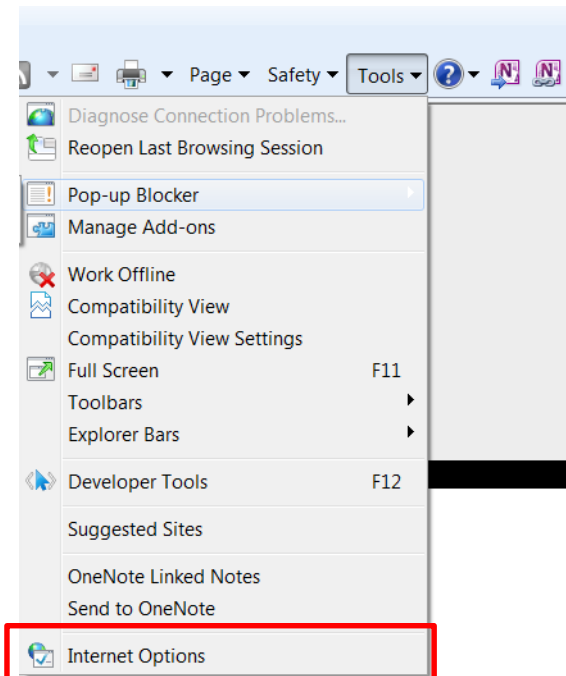 Page Safety Tools
Diagnose Connection Problems...
Reopen Last Browsing Session
Pop-up Blocker
Manage Add-ons
Work Offline
Compatibility View
Compatibility View Settings
Full Screen F11
Toolbars
Explorer Bars
Developer Tools F12
Suggested Sites
OneNote Linked Notes
Send to OneNote
Internet Options